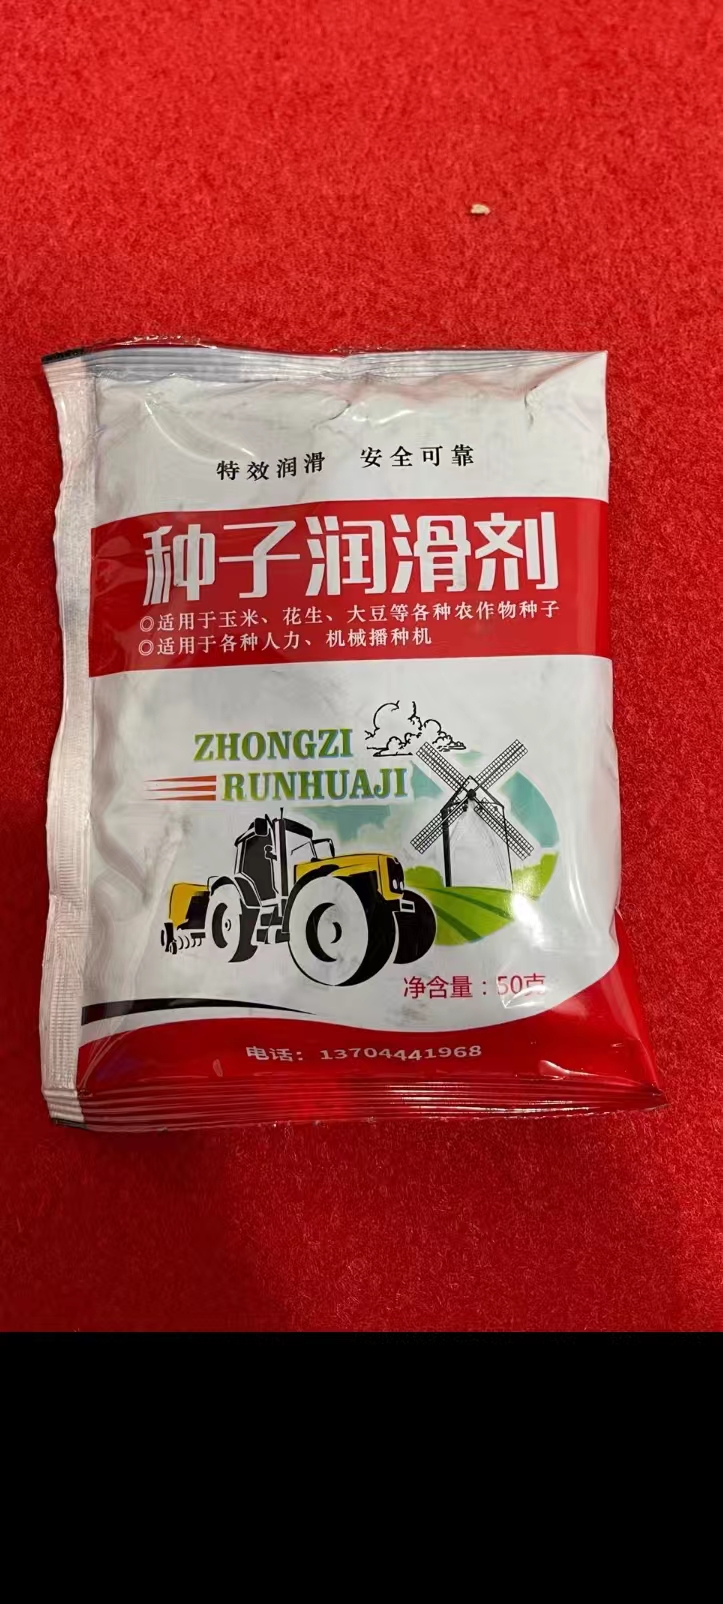 特效润滑 安全可靠
种子润滑剂
◎适用于玉米、花生、大豆等各种农作物种子
◎适用于各种人力、机械播种机
ZHONGZI
RUNHUAJI
净含量：50克
电话：13704441968